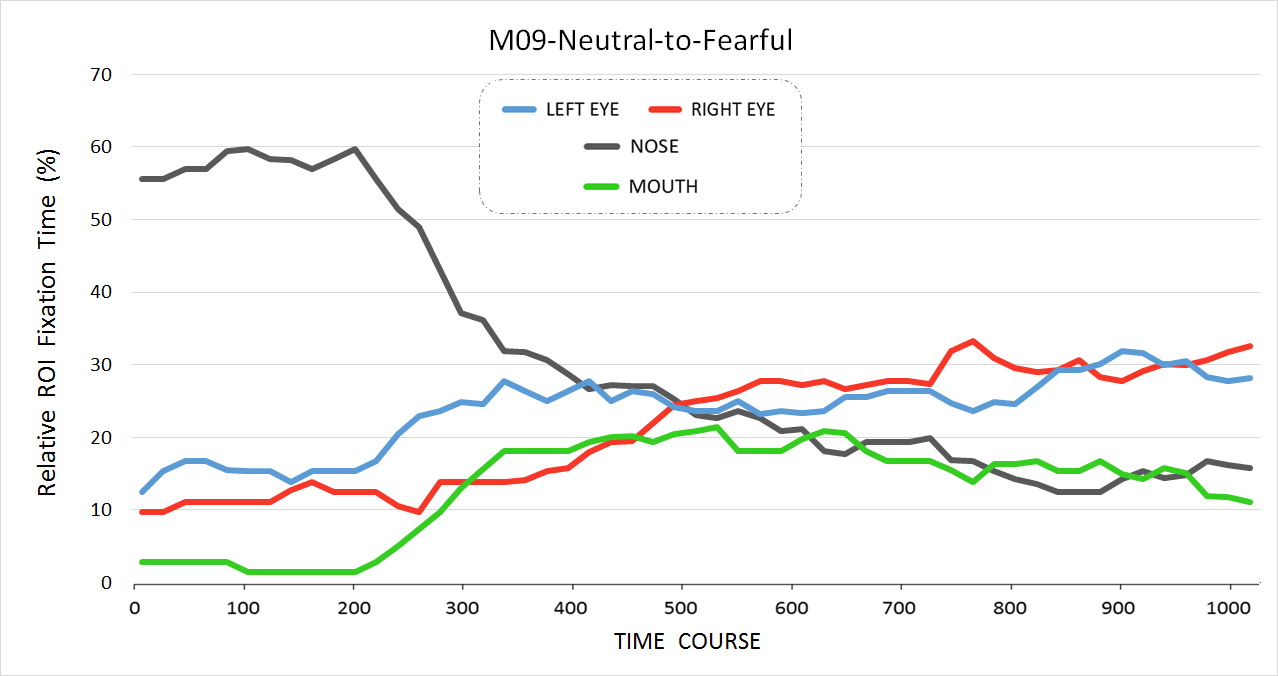 M09-Neutral-to-Fearful
70
60
50
40
30
20
10
0
Relative ROI Fixation Time (%)
LEFT EYE RIGHT EYE
NOSE
MOUTH
0 100 200 300 400 500 600 700 800 900 1000
TIME COURSE